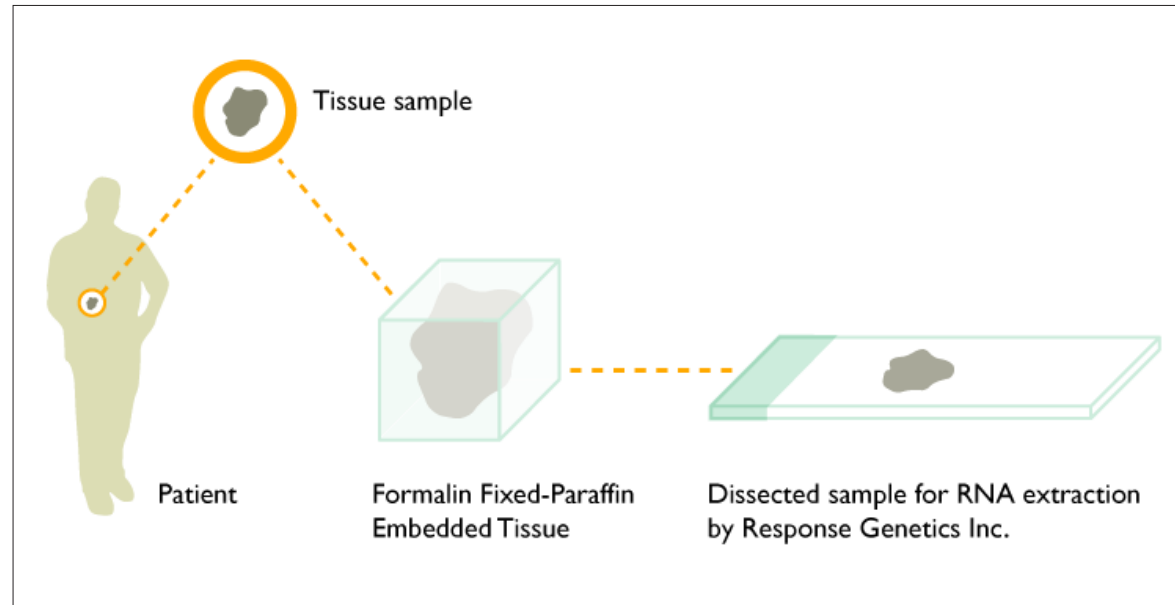 Tissue sample
Patient
Formalin Fixed-Paraffin
Embedded Tissue
Dissected sample for RNA extraction
by Response Genetics Inc.